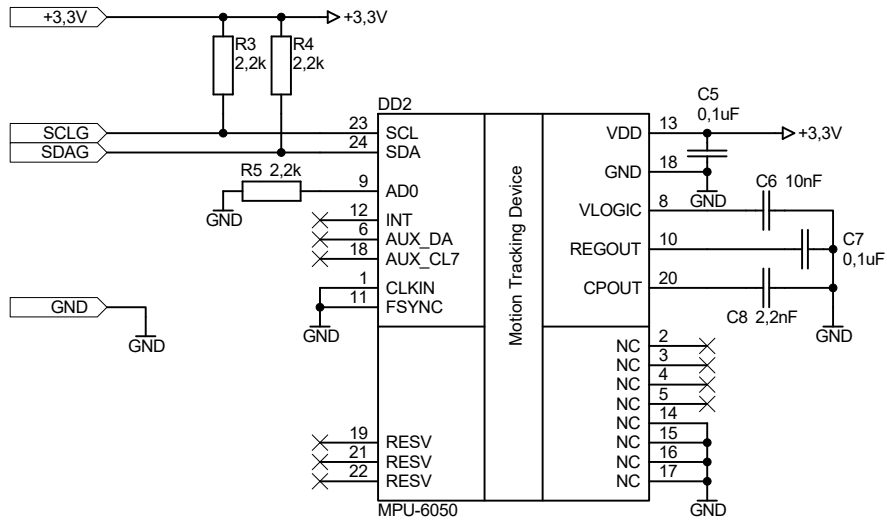 +3,3V
+3,3V
R3
2,2k
R4
2,2k
SCLG
SDAG
GND
GND
R5 2,2k
GND
GND
DD2
23 SCL
24 SDA
9 AD0
12 INT
6 AUX_DA
18 AUX_CL7
1 CLKIN
11 FSYNC
19 RESV
21 RESV
22 RESV
MPU-6050
Motion Tracking Device
VDD 13
GND 18
VLOGIC 8
REGOUT 10
CPOUT 20
NC 2
NC 3
NC 4
NC 5
NC 14
NC 15
NC 16
NC 17
GND
C5
0,1uF
+3,3V
GND
C6 10nF
C7
0,1uF
C8 2,2nF
GND